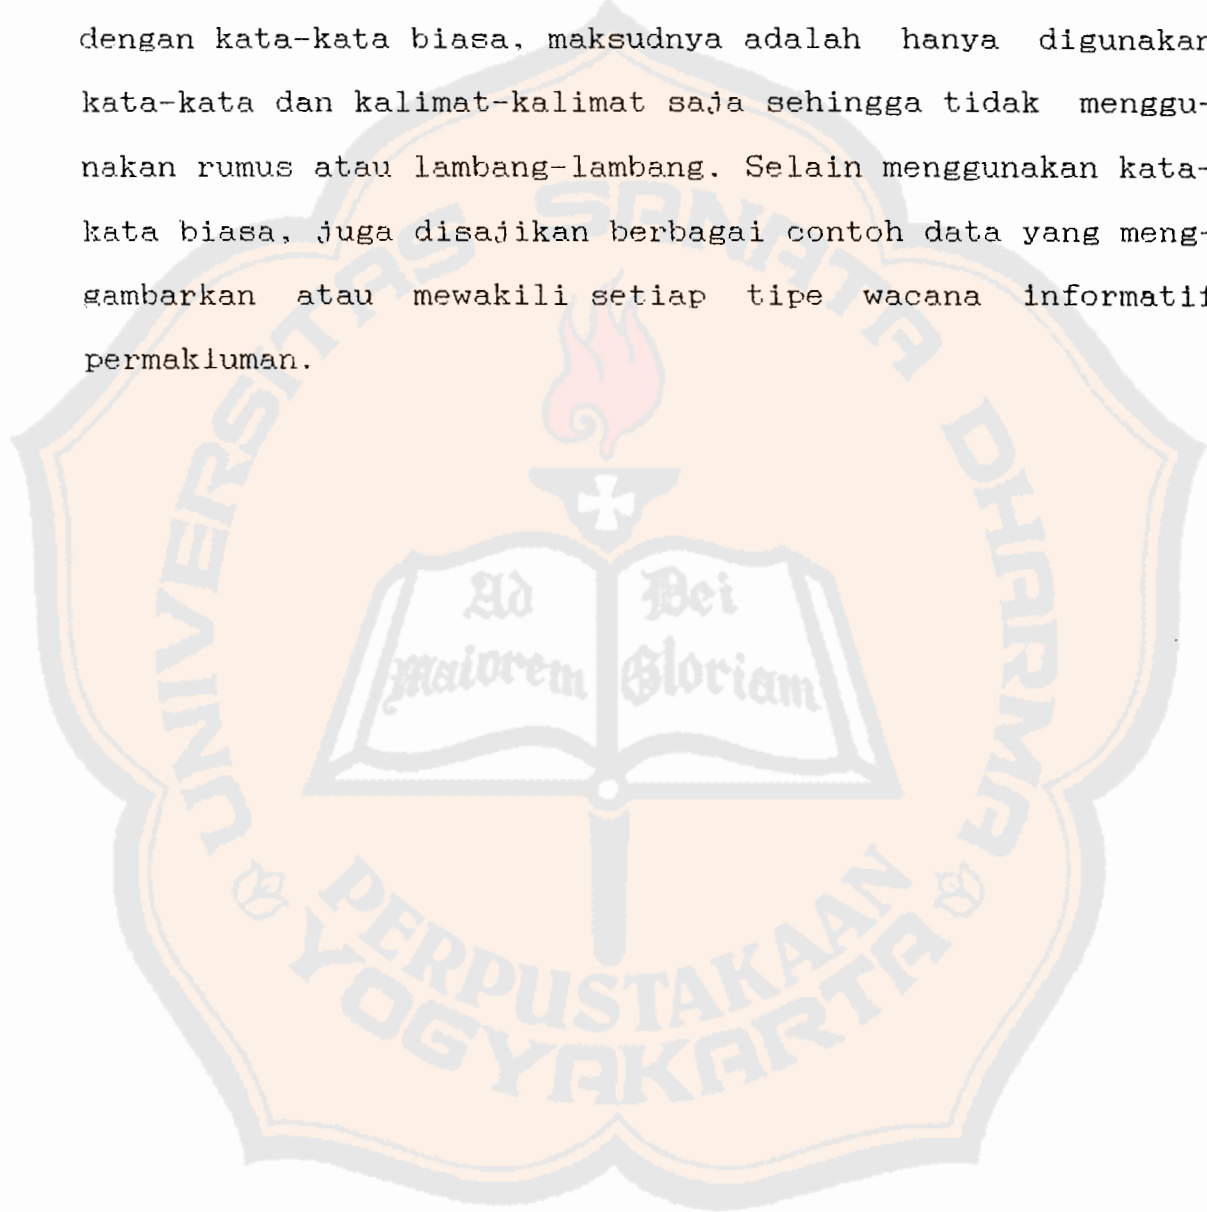 dengan kata-kata biasa, maksudnya adalah hanya digunakan
kata-kata dan kalimat-kalimat saja sehingga tidak menggu-
nakan rumus atau lambang-lambang. Selain menggunakan kata-
kata biasa, juga disajikan berbagai contoh data yang meng-
gambarkan atau mewakili setiap tipe wacana informatif
permakluman.
UNIVERSITAS SANATA DHARMA
Ad Dei
Maiorem Gloriam
PERPUSTAKAAN
YOGYAKARTA